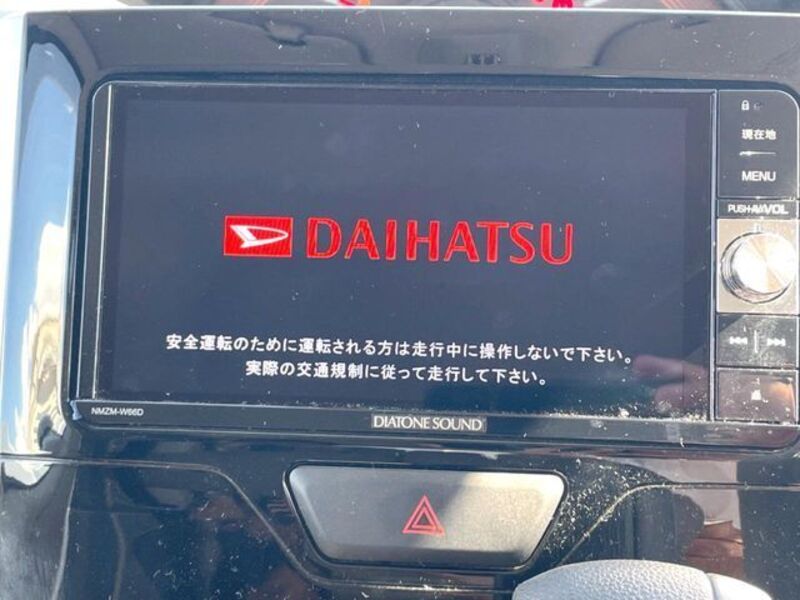 現在地
MENU
PUSH-AV/VOL
DAIHATSU
安全運転のために運転される方は走行中に操作しないで下さい。
実際の交通規制に従って走行して下さい。
NMZM-W66D
DIATONE SOUND